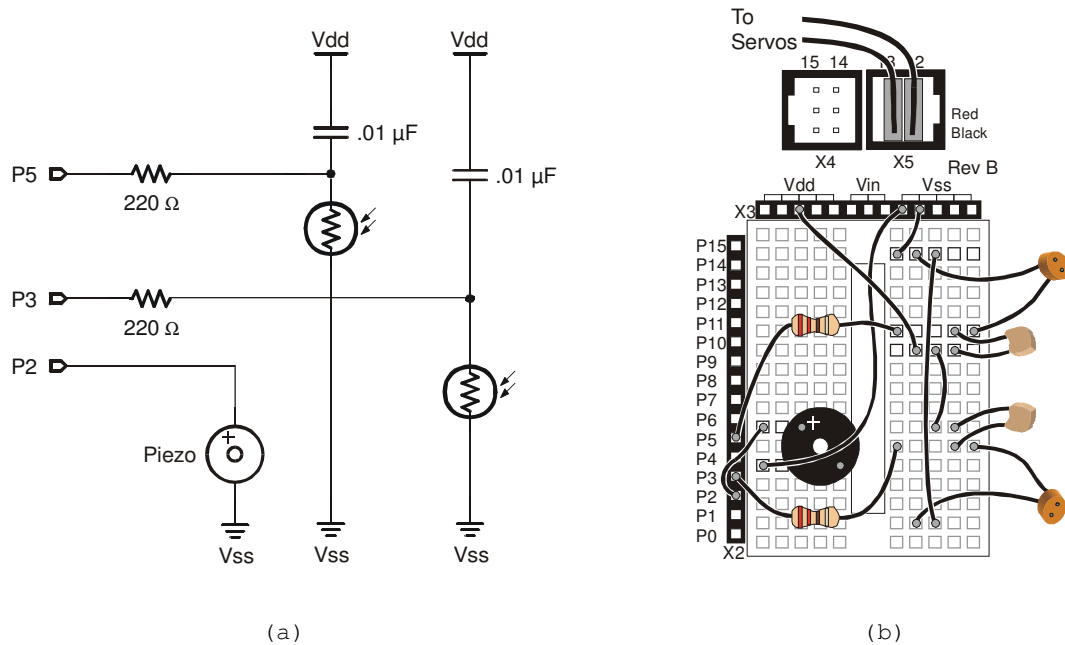 Vdd
Vdd
.01 µF
.01 µF
P5
220 Ω
P3
220 Ω
P2
+
Piezo
Vss
Vss
Vss
(a)
To
Servos
15 14
13 12
Red
Black
X4
X5
Rev B
Vdd
Vin
Vss
X3
P15
P14
P13
P12
P11
P10
P9
P8
P7
P6
P5
P4
P3
P2
P1
P0
X2
+
(b)